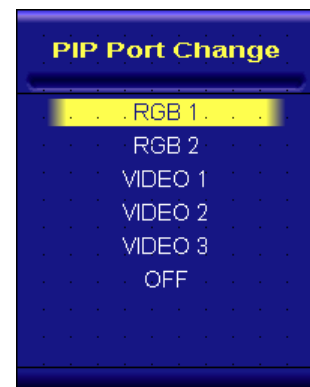 PIP Port Change
RGB 1
RGB 2
VIDEO 1
VIDEO 2
VIDEO 3
OFF